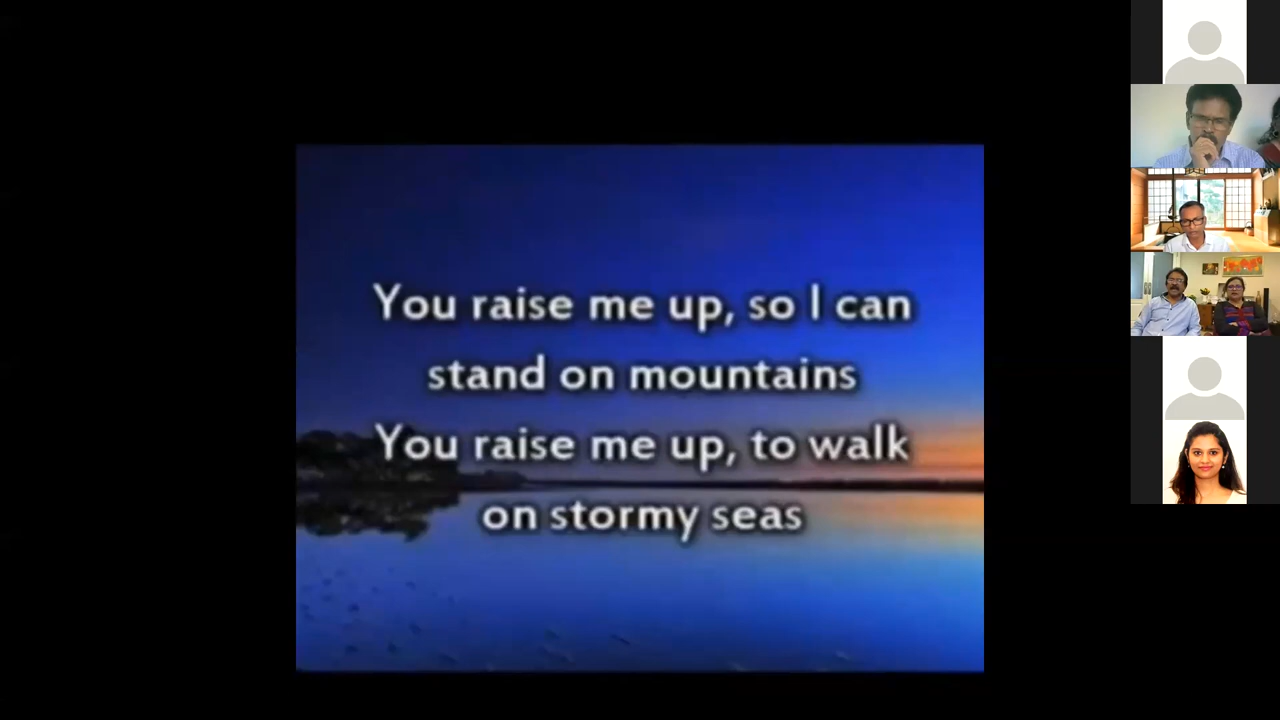 You raise me up, so I can
stand on mountains
You raise me up, to walk
on stormy seas